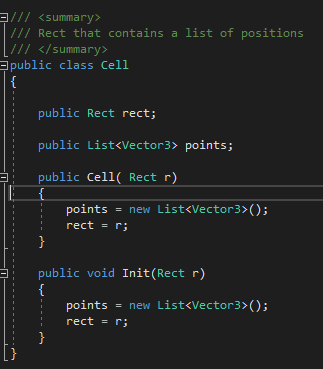 /// <summary>
/// Rect that contains a list of positions
/// </summary>
public class Cell
{
public Rect rect;
public List<Vector3> points;
public Cell( Rect r)
{
points = new List<Vector3>();
rect = r;
}
public void Init(Rect r)
{
points = new List<Vector3>();
rect = r;
}
}